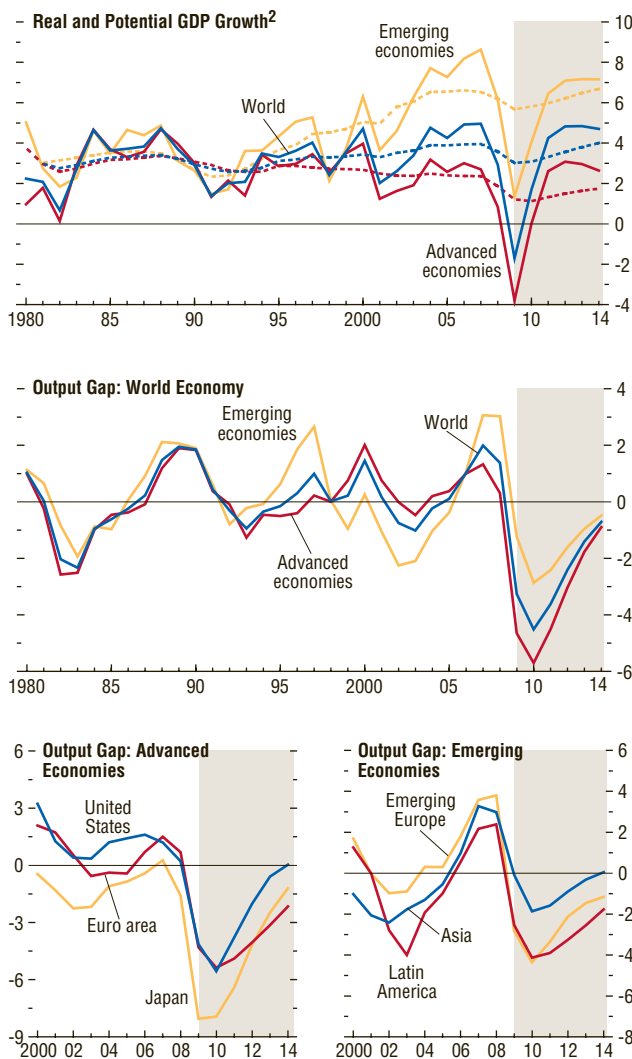 Real and Potential GDP Growth2
Emerging
economies
World
Advanced
economies
10
8
6
4
2
0
-2
-4
1980 85 90 95 2000 05 10 14
Output Gap: World Economy
Emerging
economies
World
Advanced
economies
4
2
0
-2
-4
-6
1980 85 90 95 2000 05 10 14
Output Gap: Advanced
Economies
6
3
0
-3
-6
-9
United
States
Euro area
Japan
2000 02 04 06 08 10 12 14
Output Gap: Emerging
Economies
Emerging
Europe
Asia
Latin
America
6
4
2
0
-2
-4
-6
-8
2000 02 04 06 08 10 12 14